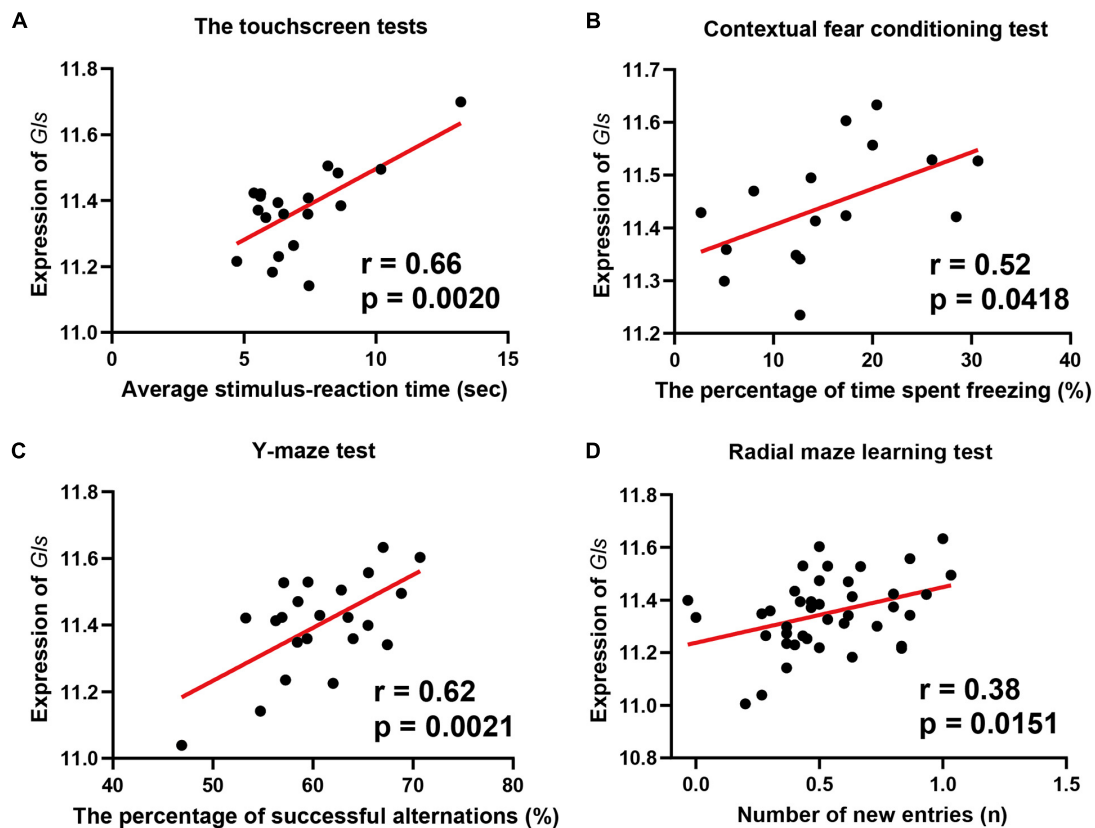 A
The touchscreen tests
11.8
11.6
11.4
11.2
11.0
Expression of Gls
r = 0.66
p = 0.0020
0 5 10 15
Average stimulus-reaction time (sec)
B
Contextual fear conditioning test
11.7
11.6
11.5
11.4
11.3
11.2
Expression of Gls
r = 0.52
p = 0.0418
0 10 20 30 40
The percentage of time spent freezing (%)
C
Y-maze test
11.8
11.6
11.4
11.2
11.0
Expression of Gls
r = 0.62
p = 0.0021
40 50 60 70 80
The percentage of successful alternations (%)
D
Radial maze learning test
11.8
11.6
11.4
11.2
11.0
10.8
Expression of Gls
r = 0.38
p = 0.0151
0.0 0.5 1.0 1.5
Number of new entries (n)